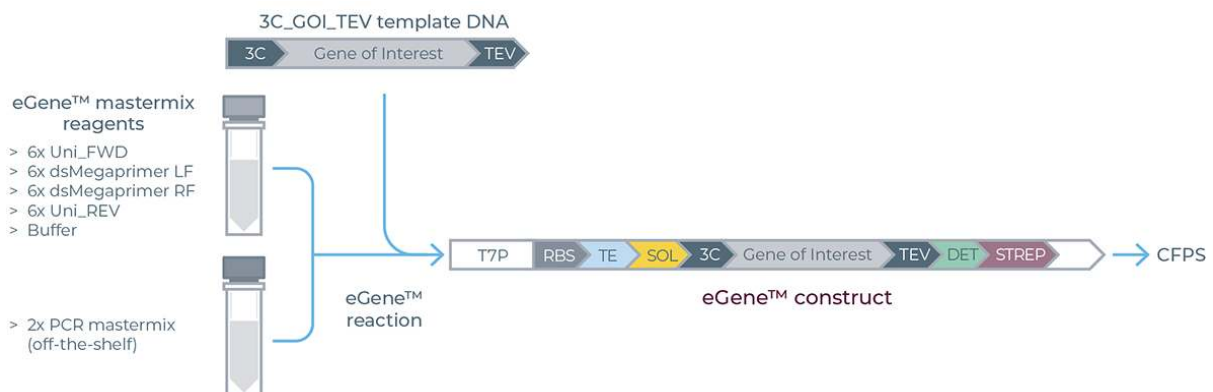 3C_GOI_TEV template DNA
3C Gene of Interest TEV
eGene™ mastermix
reagents
> 6x Uni_FWD
> 6x dsMegaprimer LF
> 6x dsMegaprimer RF
> 6x Uni_REV
> Buffer
T7P RBS TE SOL 3C Gene of Interest TEV DET STREP
CFPS
eGene™
reaction
eGene™ construct
> 2x PCR mastermix
(off-the-shelf)